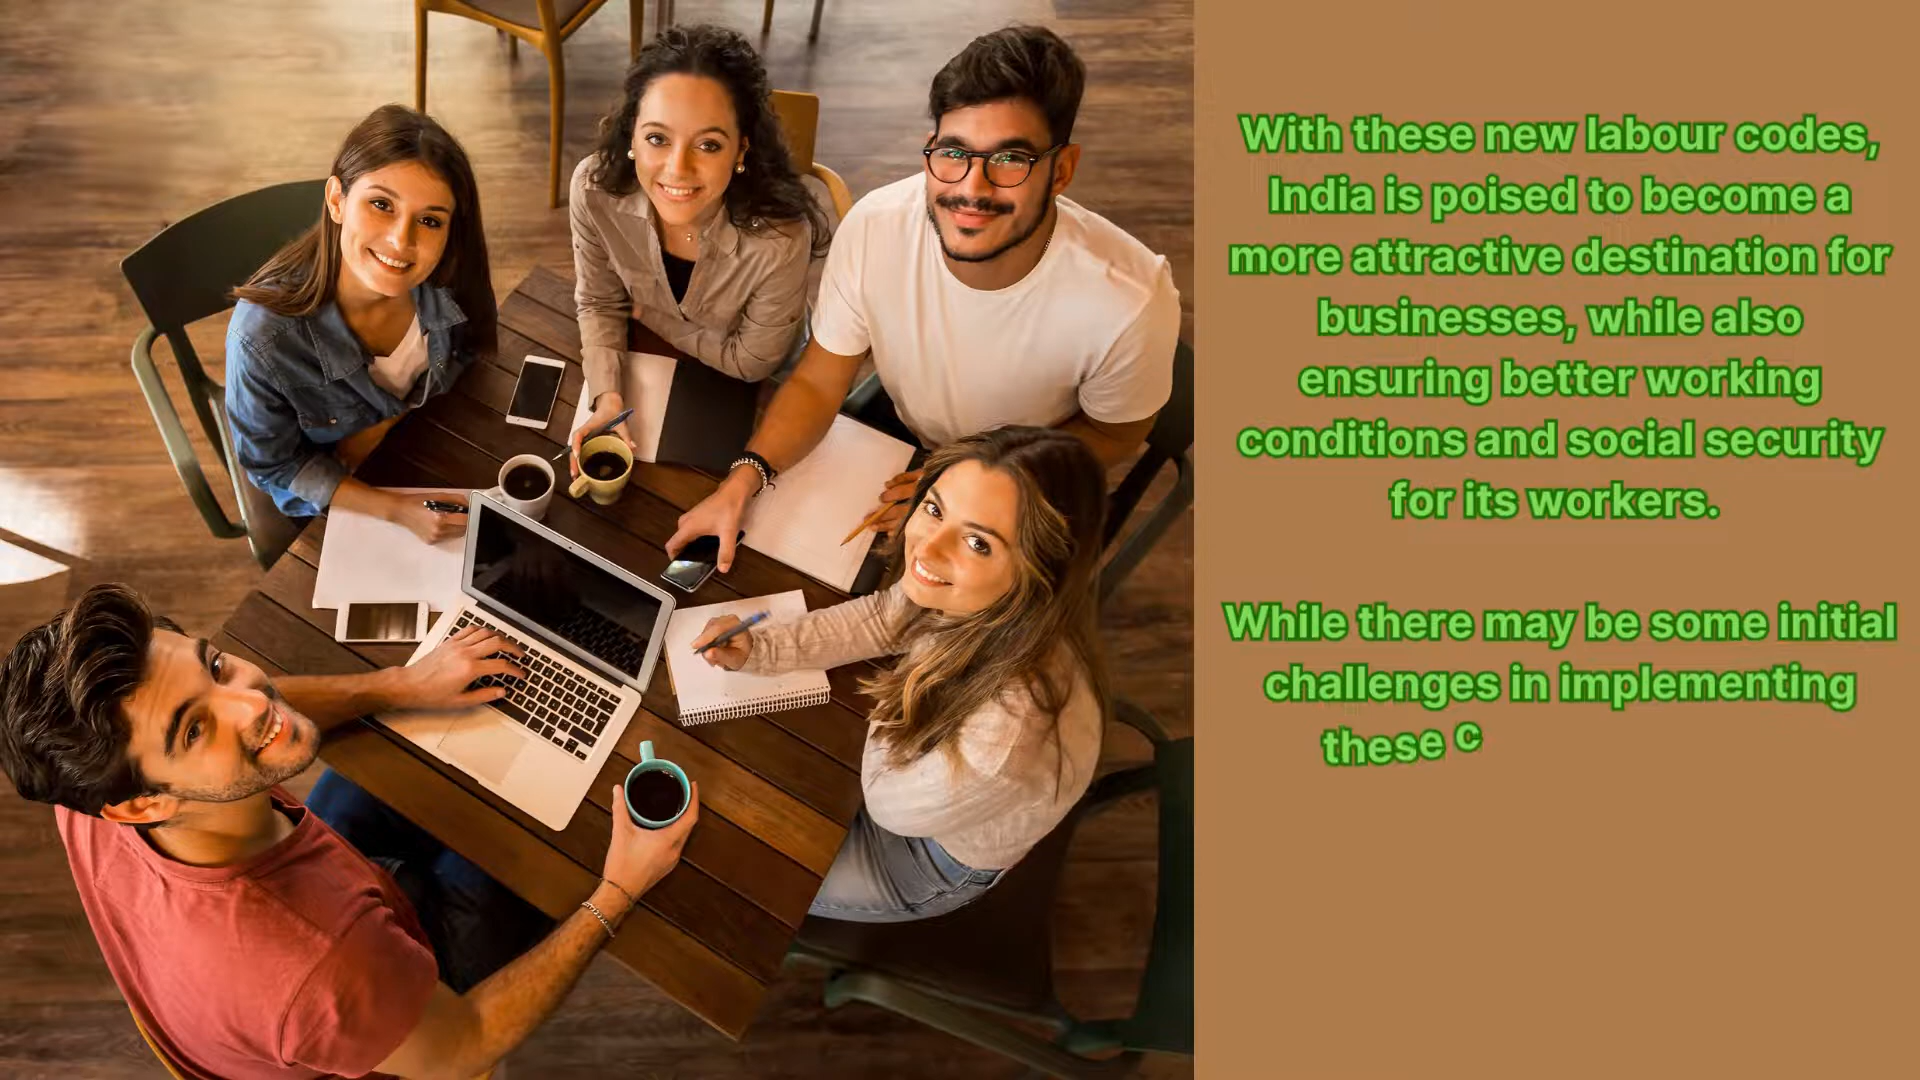 With these new labour codes,
India is poised to become a
more attractive destination for
businesses, while also
ensuring better working
conditions and social security
for its workers.
While there may be some initial
challenges in implementing
these c